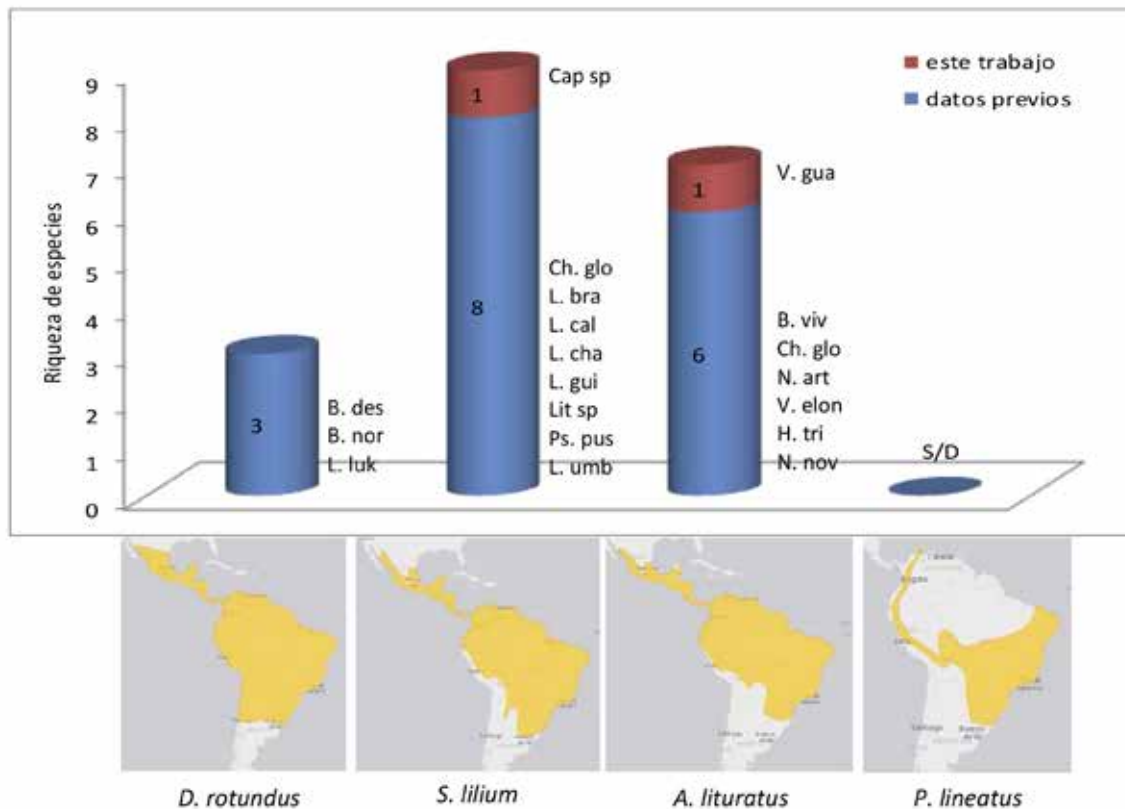 este trabajo
datos previos
Riqueza de especies
9
8
7
6
5
4
3
2
1
0
3
B. des
B. nor
L. luk
1
Cap sp
8
Ch. glo
L. bra
L. cal
L. cha
L. gui
Lit sp
Ps. pus
L. umb
1
V. gua
6
B. viv
Ch. glo
N. art
V. elon
H. tri
N. nov
S/D
D. rotundus
S. lilium
A. lituratus
P. lineatus